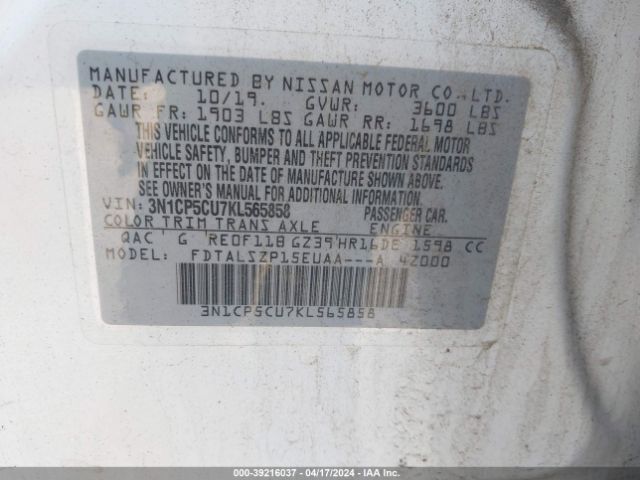 MANUFACTURED BY NISSAN MOTOR CO., LTD.
DATE: 10/19. GVWR: 3600 LBS
GAWR FR: 1903 LBS GAWR RR: 1698 LBS
THIS VEHICLE CONFORMS TO ALL APPLICABLE FEDERAL MOTOR
VEHICLE SAFETY, BUMPER AND THEFT PREVENTION STANDARDS
IN EFFECT ON THE DATE OF MANUFACTURE SHOWN ABOVE.
SEE OWNER'S MANUAL FOR ADDITIONAL INFORMATION.
VIN: 3N1CP5CU7KL565858 PASSENGER CAR.
COLOR TRIM TRANS AXLE ENGINE
QAC G RE0F11B GZ39 HR16DE 1598 CC
MODEL: FDTALSZP15EUAA---A 4Z000
3N1CP5CU7KL565858
000-39216037 - 04/17/2024 - IAA Inc.